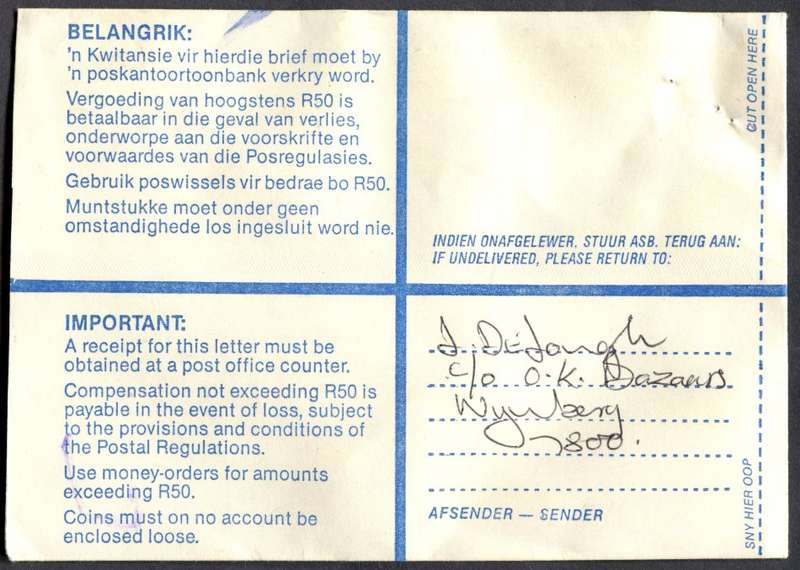 BELANGRIK:
'n Kwitansie vir hierdie brief moet by
'n poskantoortoonbank verkry word.
Vergoeding van hoogstens R50 is
betaalbaar in die geval van verlies,
onderworpe aan die voorskrifte en
voorwaardes van die Posregulasies.
Gebruik poswissels vir bedrae bo R50.
Muntstukke moet onder geen
omstandighede los ingesluit word nie.
CUT OPEN HERE
INDIEN ONAFGELEWER, STUUR ASB. TERUG AAN:
IF UNDELIVERED, PLEASE RETURN TO:
IMPORTANT:
A receipt for this letter must be
obtained at a post office counter.
Compensation not exceeding R50 is
payable in the event of loss, subject
to the provisions and conditions of
the Postal Regulations.
Use money-orders for amounts
exceeding R50.
Coins must on no account be
enclosed loose.
J. DeJongh
c/o O.K. Bazaars
Wynberg
7800.
AFSENDER — SENDER
SNY HIER OOP